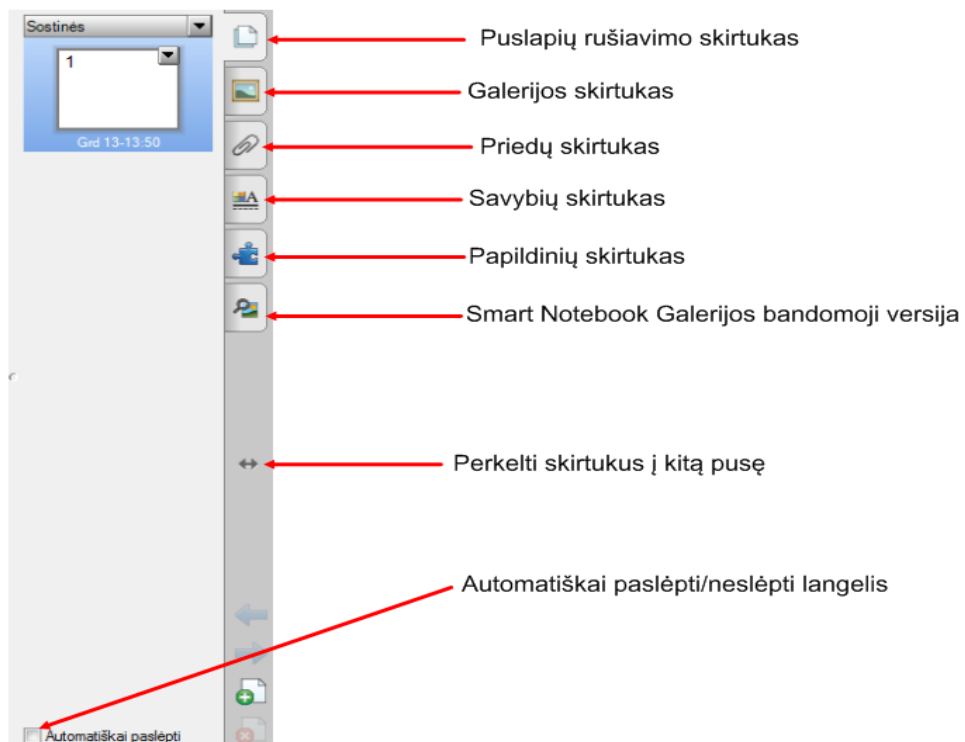 Sostinės
1
Grd 13-13:50
Puslapių rušiavimo skirtukas
Galerijos skirtukas
Priedų skirtukas
Savybių skirtukas
Papildinių skirtukas
Smart Notebook Galerijos bandomoji versija
Perkelti skirtukus į kitą pusę
Automatiškai paslėpti/neslėpti langelis
Automatiškai paslėpti